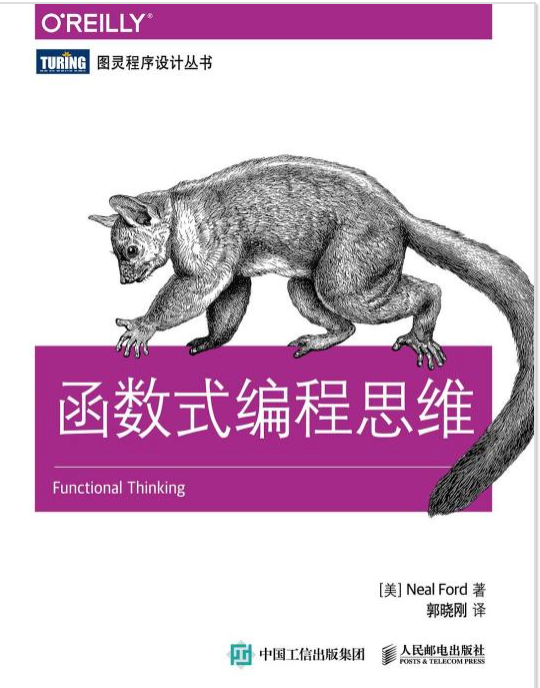 O'REILLY®
TURING 图灵程序设计丛书
函数式编程思维
Functional Thinking
[美] Neal Ford 著
郭晓刚 译
中国工信出版集团 人民邮电出版社
POSTS & TELECOM PRESS